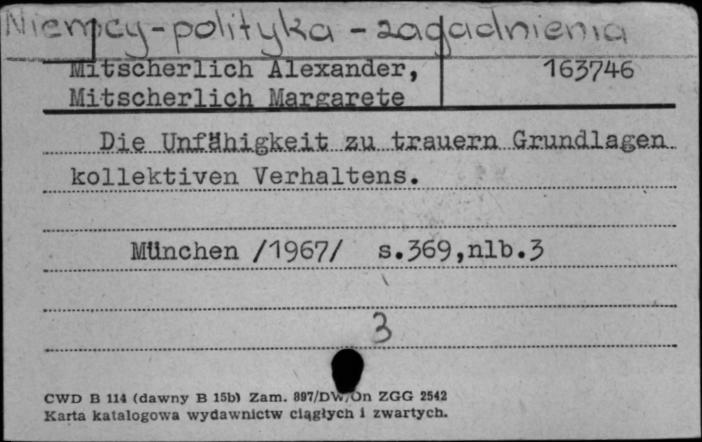 Niemcy - polityka - zagadnienia
Mitscherlich Alexander, 163746
Mitscherlich Margarete
Die Unfähigkeit zu trauern Grundlagen
kollektiven Verhaltens.
München /1967/ s.369,nlb.3
3
CWD B 114 (dawny B 15b) Zam. 897/DW/On ZGG 2542
Karta katalogowa wydawnictw ciągłych i zwartych.